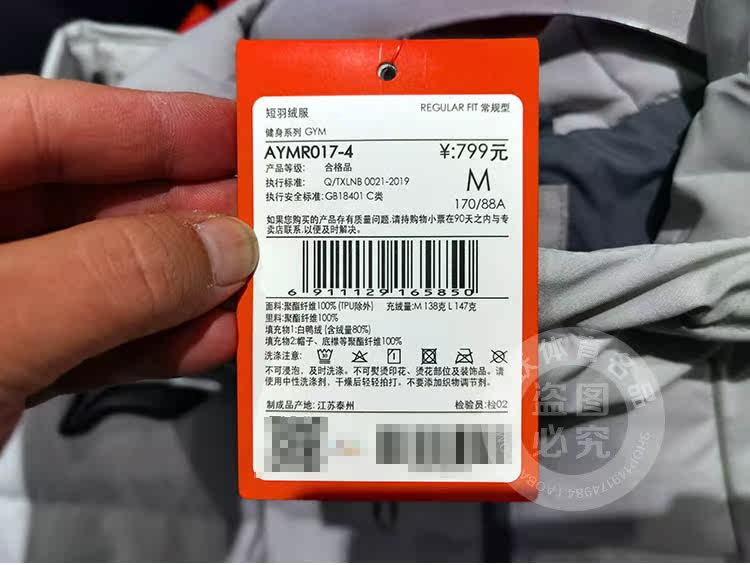 短羽绒服
REGULAR FIT 常规型
健身系列 GYM
AYMR017-4
¥:799元
产品等级: 合格品
执行标准: Q/TXLNB 0021-2019
M
执行安全标准:GB18401 C类
170/88A
如果您购买的产品存有质量问题,请持购物小票在90天之内与专
卖店联系,以便及时解决。
6 911129 165850
面料:聚酯纤维100% (TPU除外) 充绒量:M 138克 L 147克
里料:聚酯纤维100%
填充物1:白鸭绒 (含绒量80%)
填充物2:帽子、底襟等聚酯纤维100%
洗涤注意:
不可浸泡，及时洗涤。不可熨烫印花、烫花部位及装饰品。请
使用中性洗涤剂，干燥后轻轻拍打。不要添加织物调节剂。
制成品产地: 江苏泰州
检验员:检02
体育名品
盗图
必究